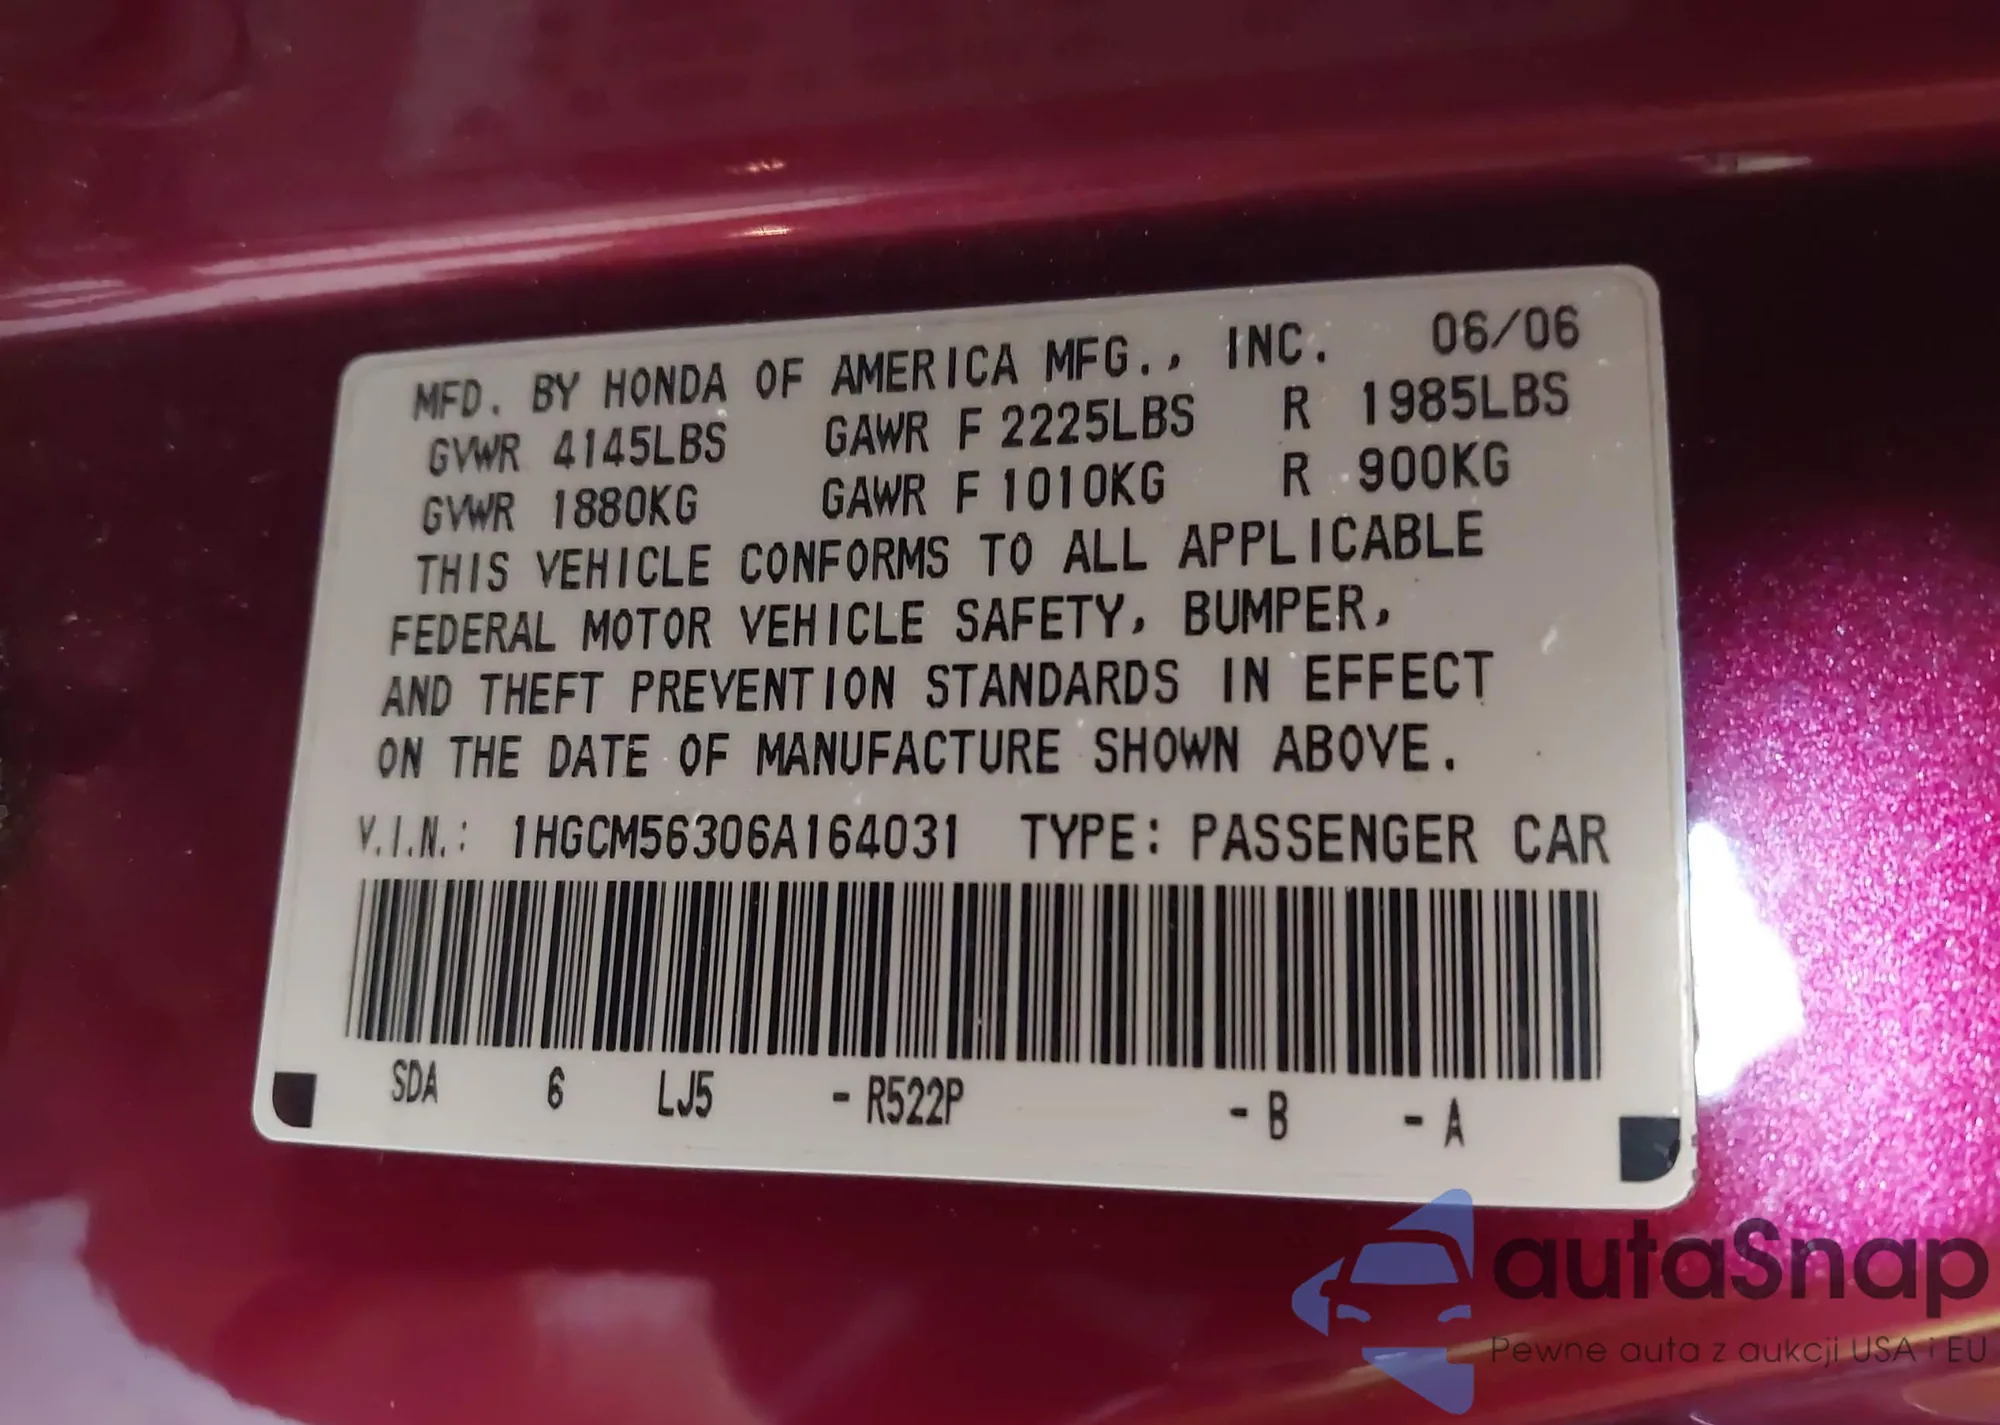 MFD. BY HONDA OF AMERICA MFG., INC. 06/06
GVWR 4145LBS GAWR F 2225LBS R 1985LBS
GVWR 1880KG GAWR F 1010KG R 900KG
THIS VEHICLE CONFORMS TO ALL APPLICABLE
FEDERAL MOTOR VEHICLE SAFETY, BUMPER,
AND THEFT PREVENTION STANDARDS IN EFFECT
ON THE DATE OF MANUFACTURE SHOWN ABOVE.
V.I.N.: 1HGCM56306A164031 TYPE: PASSENGER CAR
SDA 6 LJ5 -R522P -B -A
autaSnap
Pewne auta z aukcji USA i EU